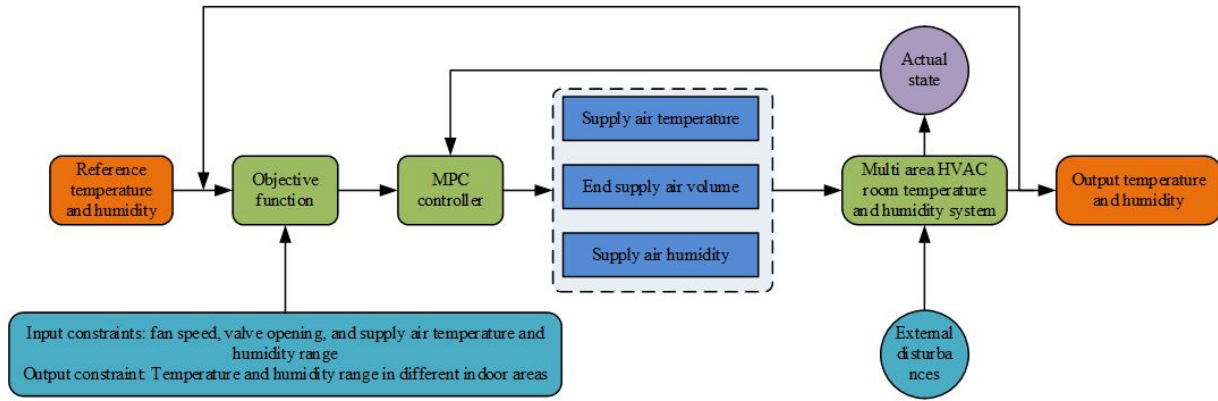 Actual
state
Supply air temperature
Reference
temperature
and humidity
Objective
function
MPC
controller
End supply air volume
Multi area HVAC
room temperature
and humidity system
Output temperature
and humidity
Supply air humidity
Input constraints: fan speed, valve opening, and supply air temperature and
humidity range
Output constraint: Temperature and humidity range in different indoor areas
External
disturba
nces